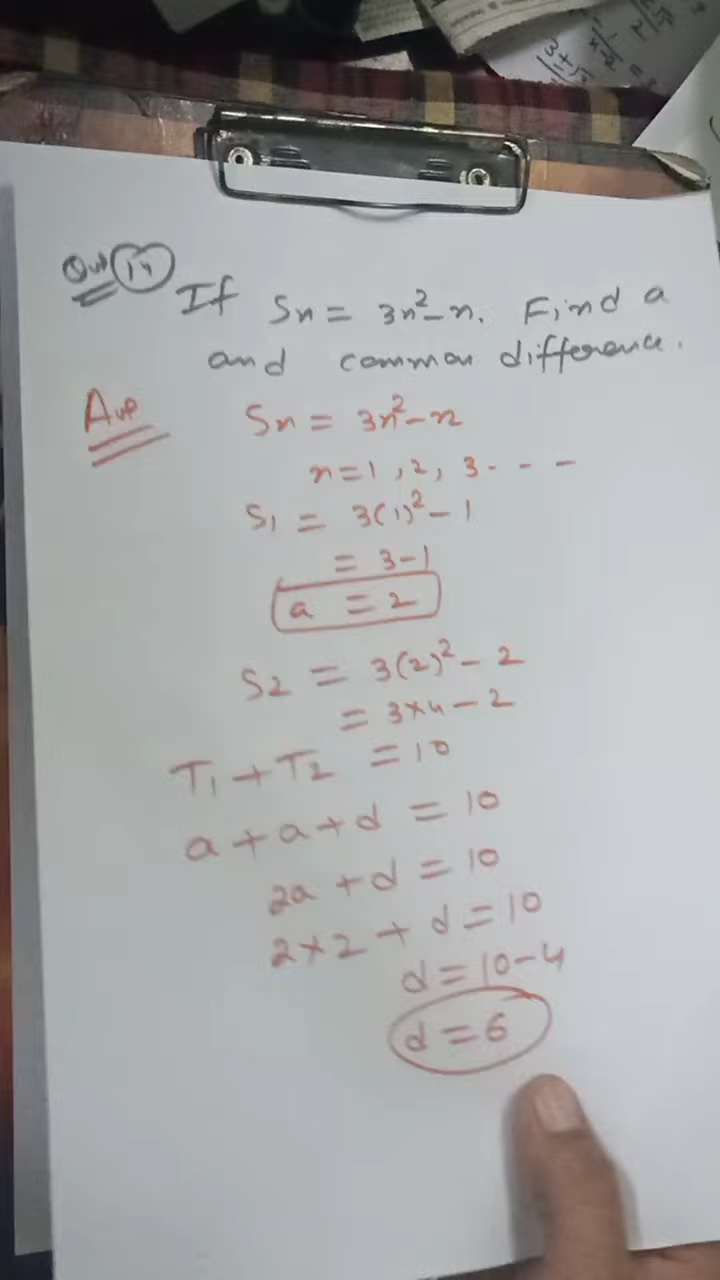 Que 14 If Sn = 3n²-n. Find a
and common difference.
Ans Sn = 3n²-n
n=1, 2, 3- - -
S₁ = 3(1)²-1
= 3-1
a = 2
S2 = 3(2)²-2
= 3×4-2
T₁+T₂ = 10
a+a+d = 10
2a+d = 10
2×2+d=10
d=10-4
d=6